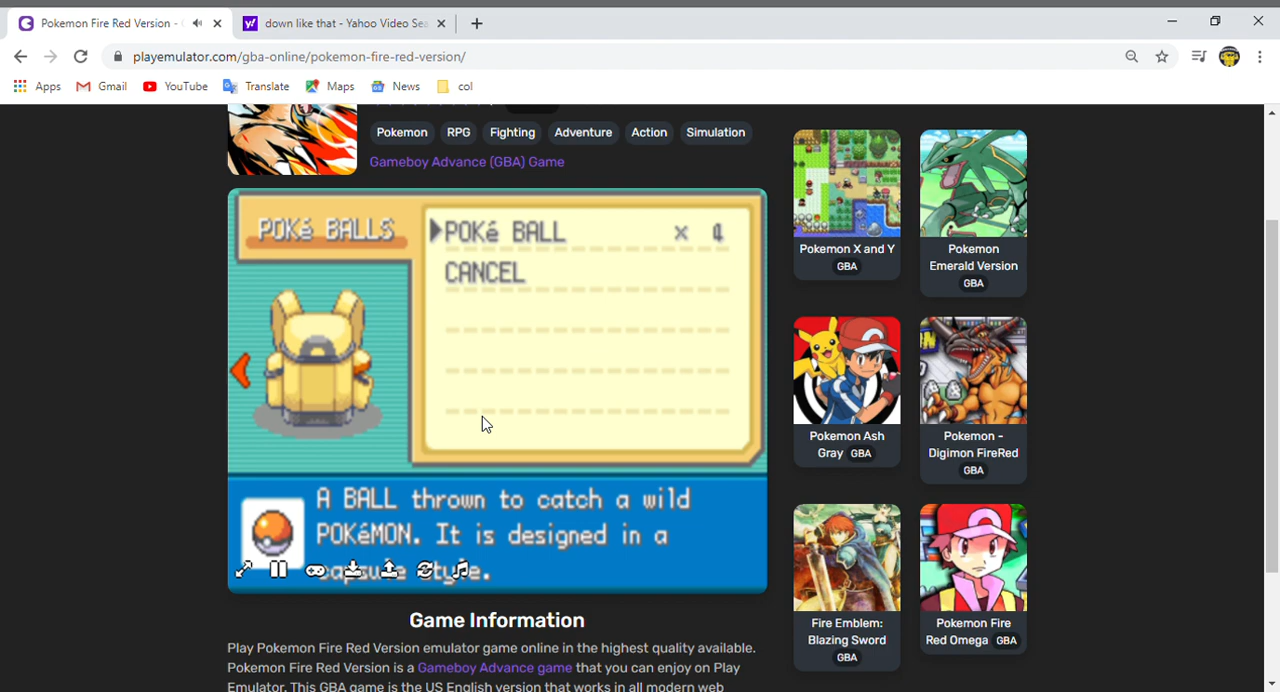 Pokemon Fire Red Version -
down like that - Yahoo Video Sea
playemulator.com/gba-online/pokemon-fire-red-version/
Apps Gmail YouTube Translate Maps News col
Pokemon RPG Fighting Adventure Action Simulation
Gameboy Advance (GBA) Game
POKé BALLS
POKé BALL × 4
CANCEL
A BALL thrown to catch a wild
POKéMON. It is designed in a
capsule style.
Game Information
Play Pokemon Fire Red Version emulator game online in the highest quality available.
Pokemon Fire Red Version is a Gameboy Advance game that you can enjoy on Play
Emulator. This GBA game is the US English version that works in all modern web
Pokemon X and Y
GBA
Pokemon
Emerald Version
GBA
Pokemon Ash
Gray GBA
Pokemon -
Digimon FireRed
GBA
Fire Emblem:
Blazing Sword
GBA
Pokemon Fire
Red Omega GBA